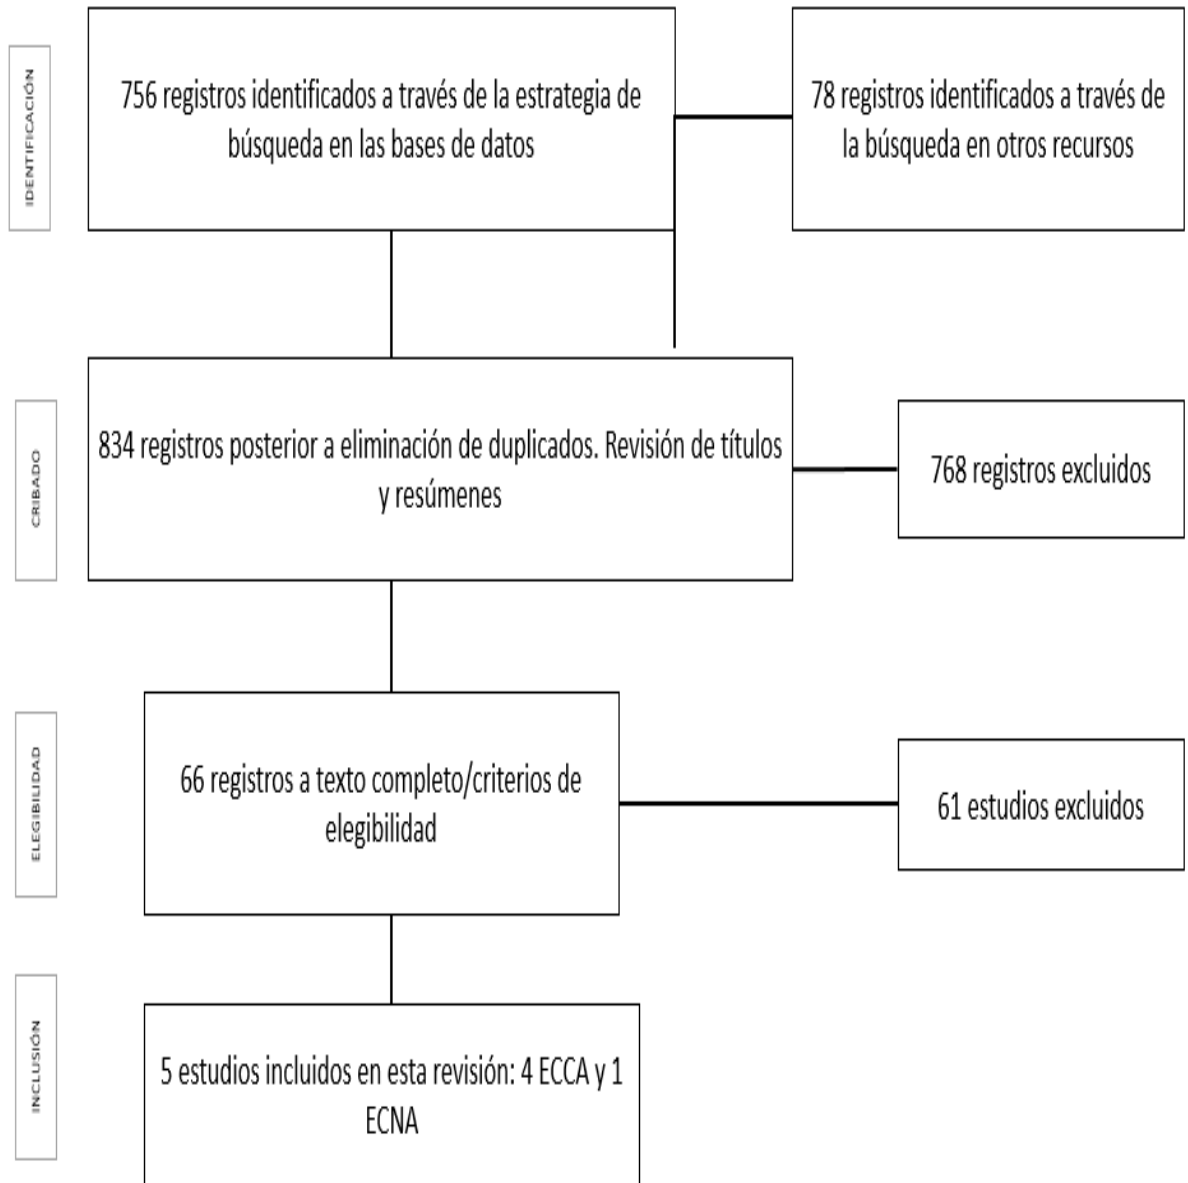 IDENTIFICACIÓN
756 registros identificados a través de la estrategia de
búsqueda en las bases de datos
78 registros identificados a través de
la búsqueda en otros recursos
CRIBADO
834 registros posterior a eliminación de duplicados. Revisión de títulos
y resúmenes
768 registros excluidos
ELEGIBILIDAD
66 registros a texto completo/criterios de
elegibilidad
61 estudios excluidos
INCLUSIÓN
5 estudios incluidos en esta revisión: 4 ECCA y 1
ECNA